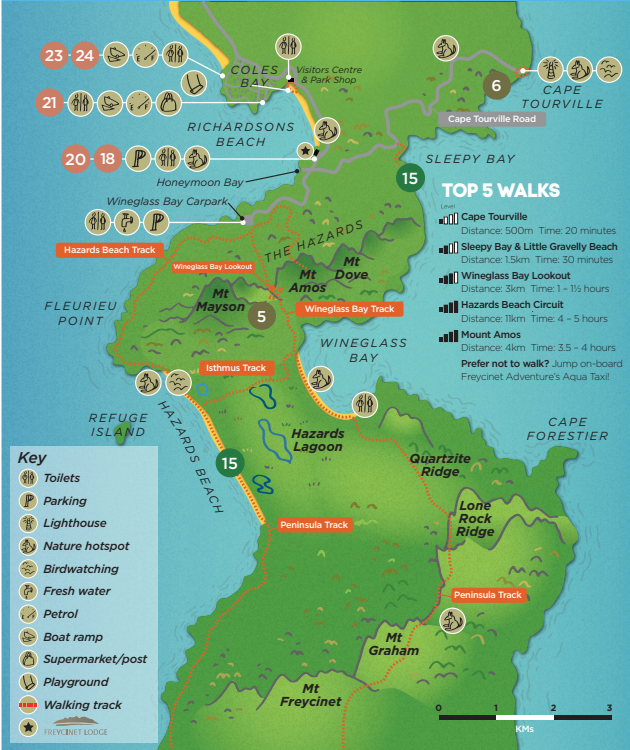 23 24
COLES
BAY
Visitors Centre
& Park Shop
6
CAPE
TOURVILLE
21
Cape Tourville Road
RICHARDSONS
BEACH
20 18
SLEEPY BAY
Honeymoon Bay
15
Wineglass Bay Carpark
TOP 5 WALKS
Level
Cape Tourville
Distance: 500m Time: 20 minutes
Sleepy Bay & Little Gravelly Beach
Distance: 1.5km Time: 30 minutes
Wineglass Bay Lookout
Distance: 3km Time: 1 – 1½ hours
Hazards Beach Circuit
Distance: 11km Time: 4 – 5 hours
Mount Amos
Distance: 4km Time: 3.5 – 4 hours
Prefer not to walk? Jump on-board
Freycinet Adventure's Aqua Taxi!
Hazards Beach Track
THE HAZARDS
Wineglass Bay Lookout
Mt
Dove
Mt
Amos
Mt
Mayson
FLEURIEU
POINT
5
Wineglass Bay Track
WINEGLASS
BAY
Isthmus Track
REFUGE
ISLAND
HAZARDS BEACH
15
Hazards
Lagoon
CAPE
FORESTIER
Quartzite
Ridge
Lone
Rock
Ridge
Peninsula Track
Peninsula Track
Mt
Graham
Mt
Freycinet
Key
Toilets
Parking
Lighthouse
Nature hotspot
Birdwatching
Fresh water
Petrol
Boat ramp
Supermarket/post
Playground
Walking track
FREYCINET LODGE
0 1 2 3
KMs